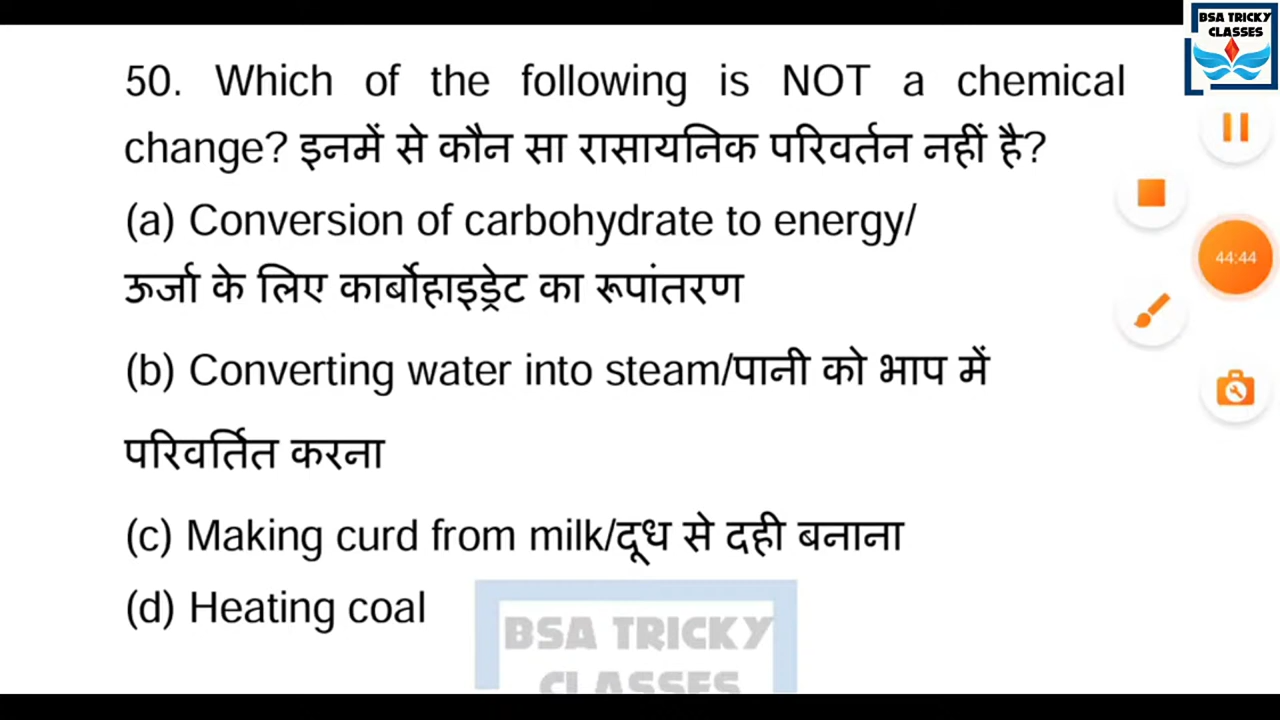 BSA TRICKY
CLASSES
50. Which of the following is NOT a chemical
change? इनमें से कौन सा रासायनिक परिवर्तन नहीं है?
(a) Conversion of carbohydrate to energy/
ऊर्जा के लिए कार्बोहाइड्रेट का रूपांतरण
(b) Converting water into steam/पानी को भाप में
परिवर्तित करना
(c) Making curd from milk/दूध से दही बनाना
(d) Heating coal
44:44
BSA TRICKY
CLASSES